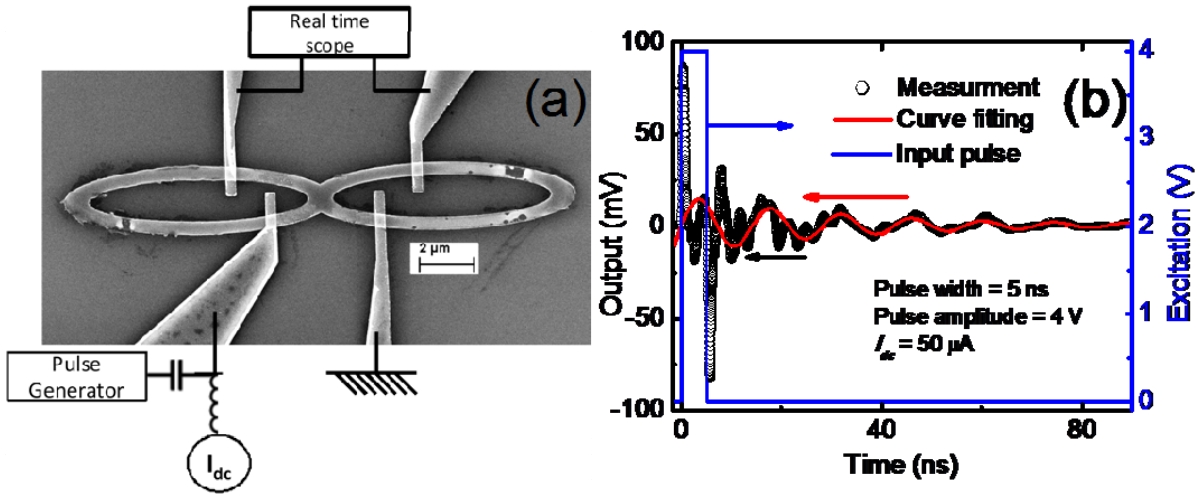 Real time
scope
(a)
2 µm
Pulse
Generator
Idc
(b)
Measurment
Curve fitting
Input pulse
Pulse width = 5 ns
Pulse amplitude = 4 V
Idc = 50 µA
Output (mV)
100
50
0
−50
−100
Excitation (V)
4
3
2
1
0
0 40 80
Time (ns)